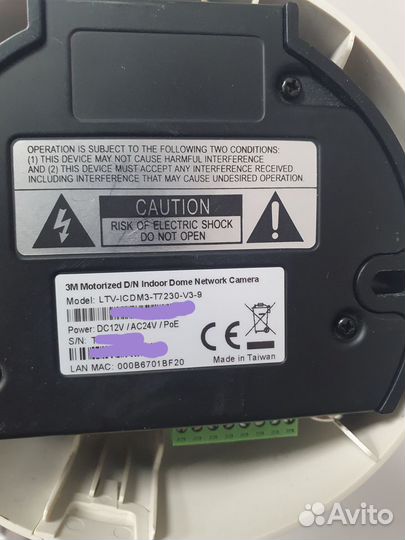 OPERATION IS SUBJECT TO THE FOLLOWING TWO CONDITIONS:
(1) THIS DEVICE MAY NOT CAUSE HARMFUL INTERFERENCE
AND (2) THIS DEVICE MUST ACCEPT ANY INTERFERENCE RECEIVED
INCLUDING INTERFERENCE THAT MAY CAUSE UNDESIRED OPERATION.
CAUTION
RISK OF ELECTRIC SHOCK
DO NOT OPEN
3M Motorized D/N Indoor Dome Network Camera
Model: LTV-ICDM3-T7230-V3-9
Power: DC12V / AC24V / PoE
S/N: T
LAN MAC: 000B6701BF20
CE
Made in Taiwan
Avito